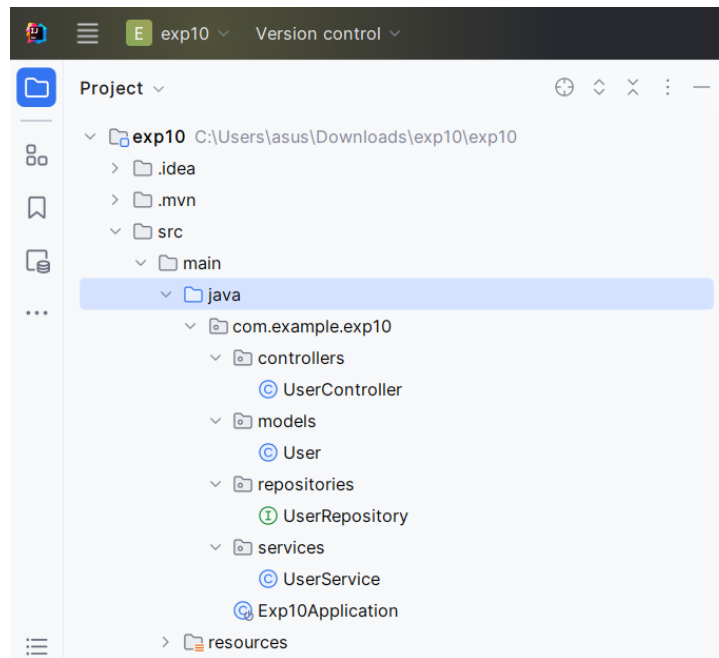 E exp10 Version control
Project
exp10 C:\Users\asus\Downloads\exp10\exp10
.idea
.mvn
src
main
java
com.example.exp10
controllers
C UserController
models
C User
repositories
I UserRepository
services
C UserService
C Exp10Application
resources